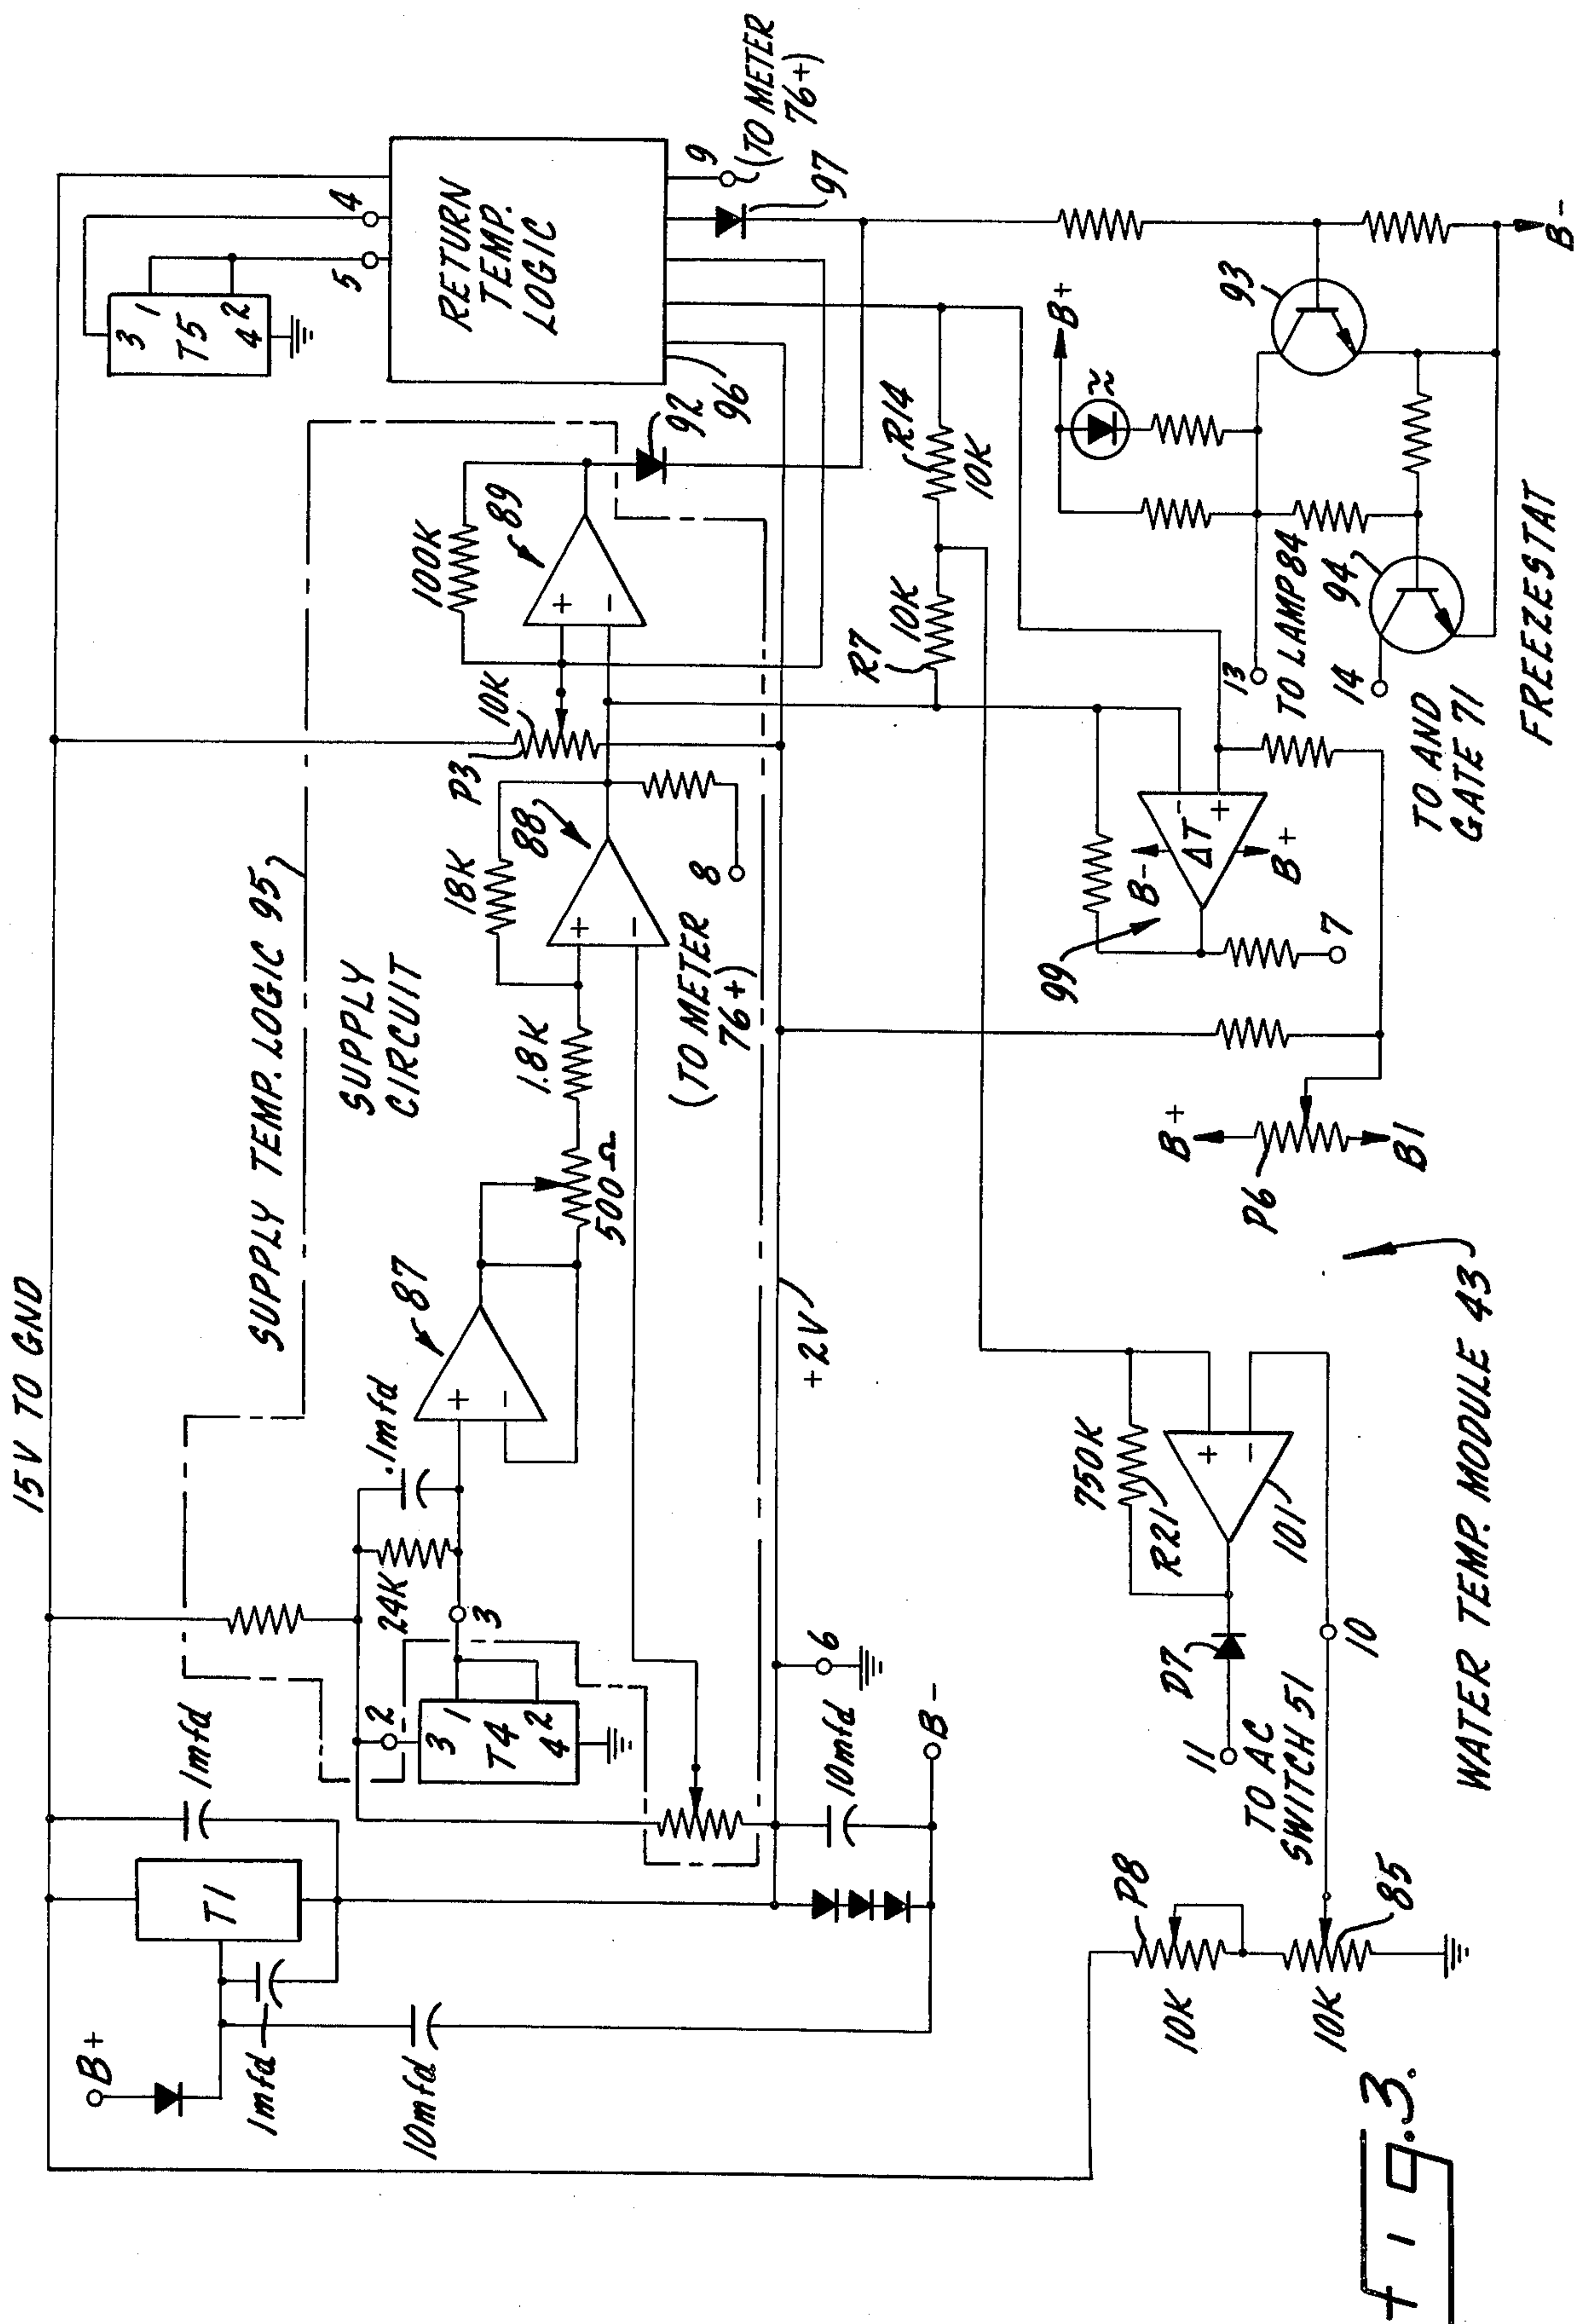 15V TO GND
B+
1mfd
10mfd
T1
1mfd
2
3
1
T4
2
4
3
24K
.1mfd
87
SUPPLY TEMP. LOGIC 95
SUPPLY
CIRCUIT
500Ω
1.8K
18K
88
+
-
+
-
P3
10K
100K
89
+
-
92
96
8
(TO METER
76+)
+2V
6
10mfd
B-
3
1
T5
2
4
5
4
RETURN
TEMP.
LOGIC
9
(TO METER
76+)
97
R7
10K
R14
10K
99
B-
ΔT
-
+
B+
7
B+
P6
B1
750K
R21
+
-
101
D7
11
TO AC
SWITCH 51
10
P8
10K
10K
85
B+
≈
93
94
B-
13
TO LAMP 84
14
TO AND
GATE 71
FREEZESTAT
WATER TEMP. MODULE 43
Fig. 3.